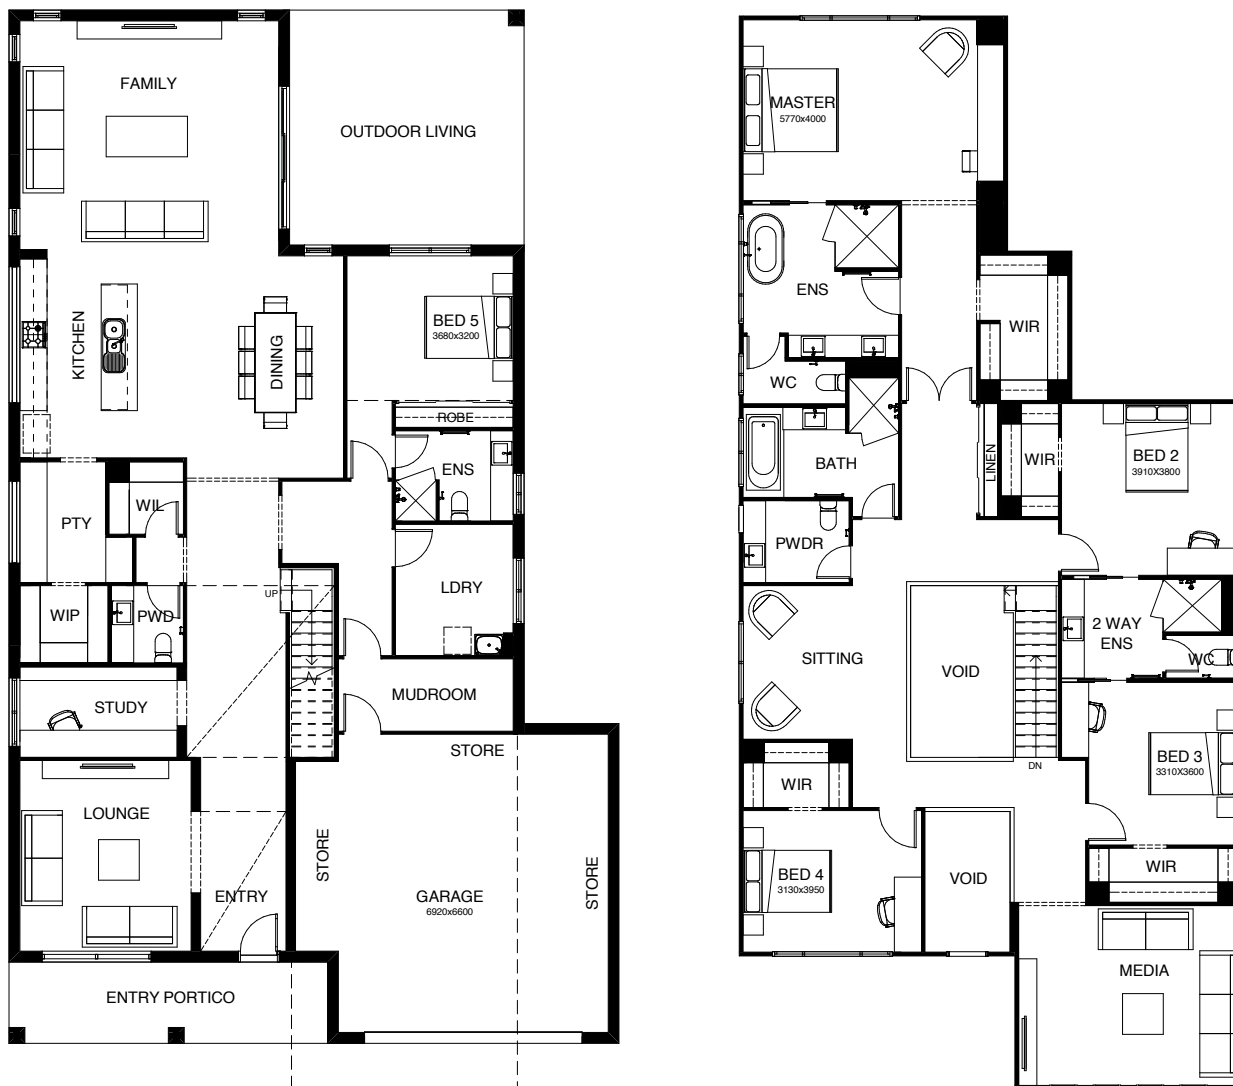 FAMILY
OUTDOOR LIVING
KITCHEN
DINING
BED 5
3680x3200
ROBE
ENS
WIL
PTY
LDRY
UP
WIP
PWD
MUDROOM
STUDY
STORE
LOUNGE
STORE
STORE
GARAGE
6920x6600
ENTRY
ENTRY PORTICO
MASTER
5770x4000
ENS
WIR
WC
BATH
LINEN
WIR
BED 2
3910X3800
PWDR
2 WAY
ENS
WC
SITTING
VOID
DN
BED 3
3310X3600
WIR
WIR
BED 4
3130x3950
VOID
MEDIA